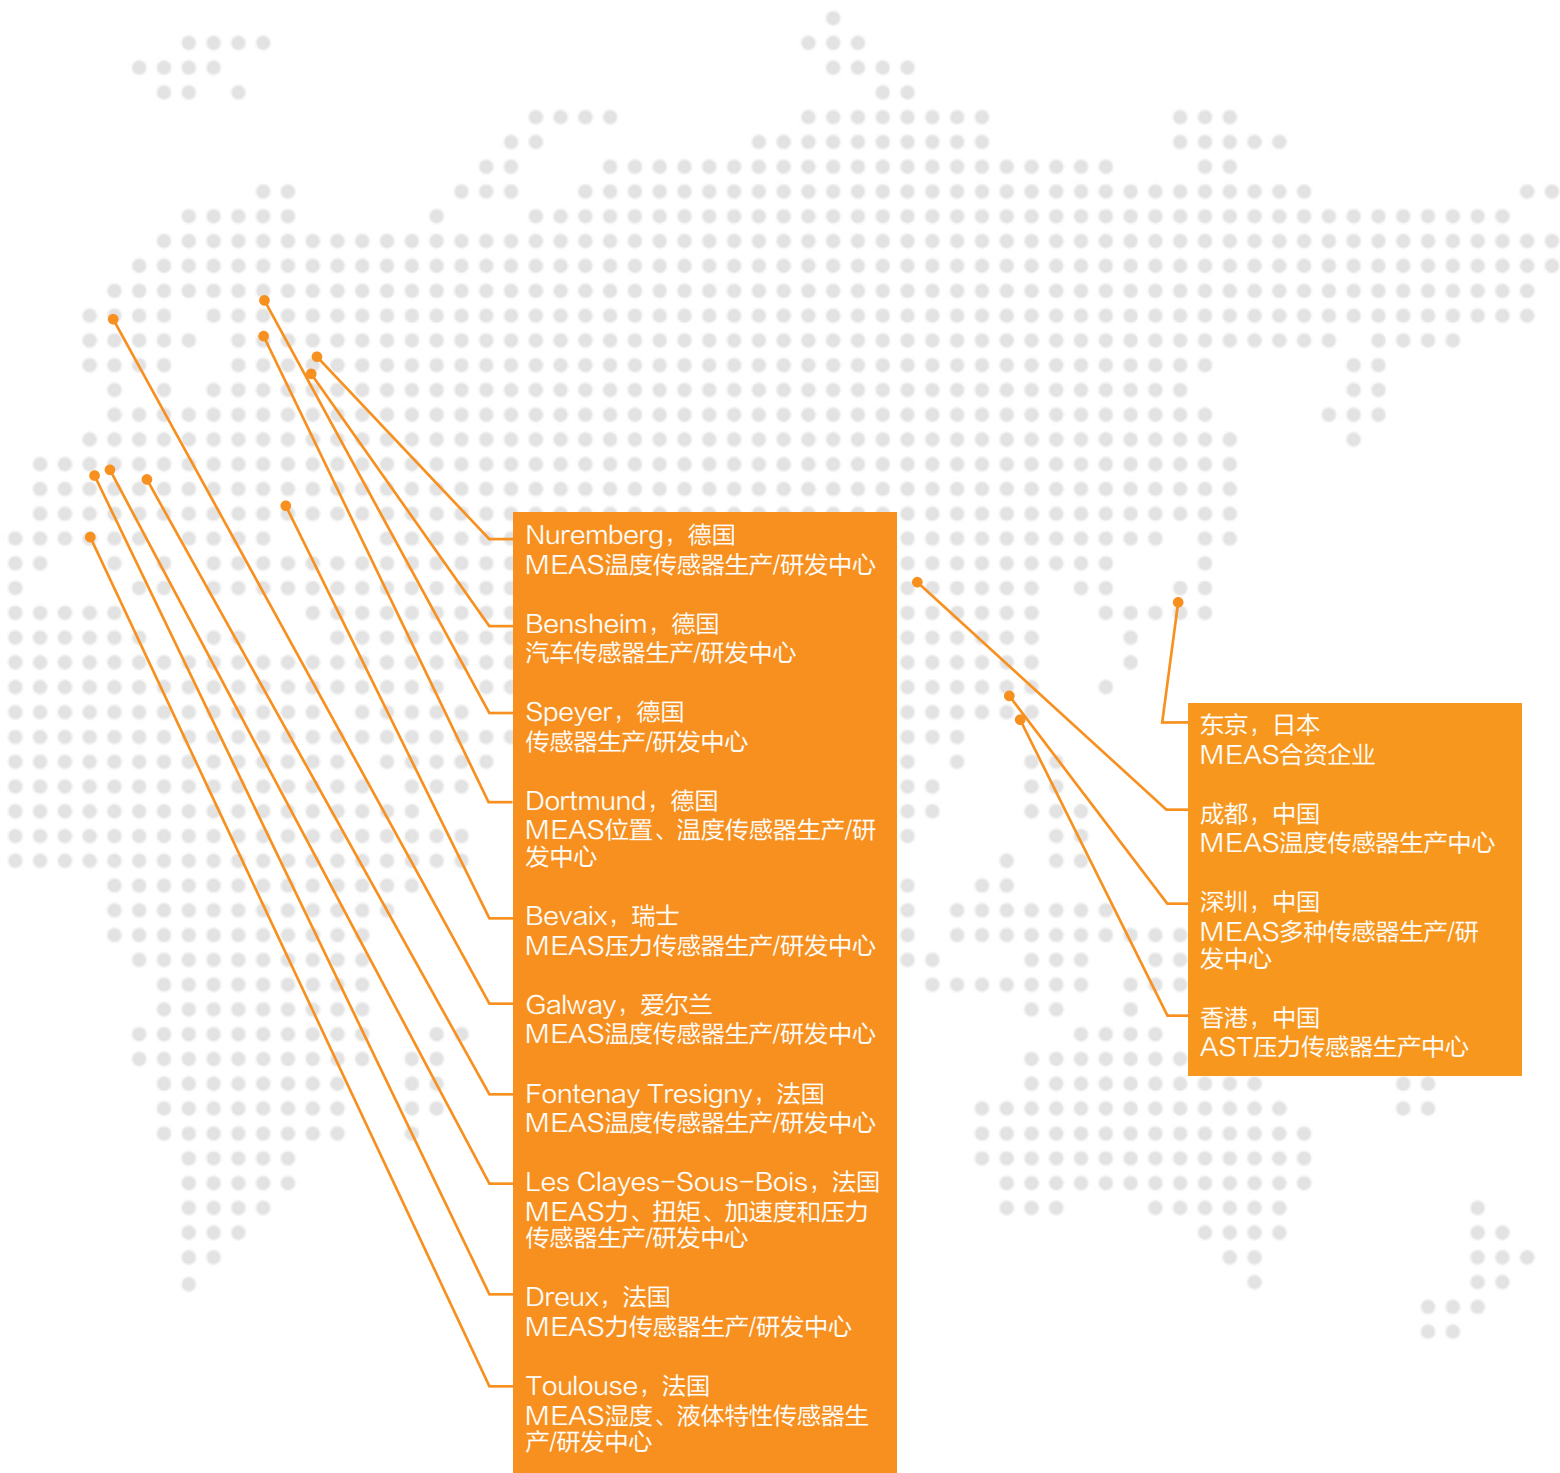 Nuremberg，德国
MEAS温度传感器生产/研发中心
Bensheim，德国
汽车传感器生产/研发中心
Speyer，德国
传感器生产/研发中心
Dortmund，德国
MEAS位置、温度传感器生产/研
发中心
Bevaix，瑞士
MEAS压力传感器生产/研发中心
Galway，爱尔兰
MEAS温度传感器生产/研发中心
Fontenay Tresigny，法国
MEAS温度传感器生产/研发中心
Les Clayes-Sous-Bois，法国
MEAS力、扭矩、加速度和压力
传感器生产/研发中心
Dreux，法国
MEAS力传感器生产/研发中心
Toulouse，法国
MEAS湿度、液体特性传感器生
产/研发中心
东京，日本
MEAS合资企业
成都，中国
MEAS温度传感器生产中心
深圳，中国
MEAS多种传感器生产/研
发中心
香港，中国
AST压力传感器生产中心